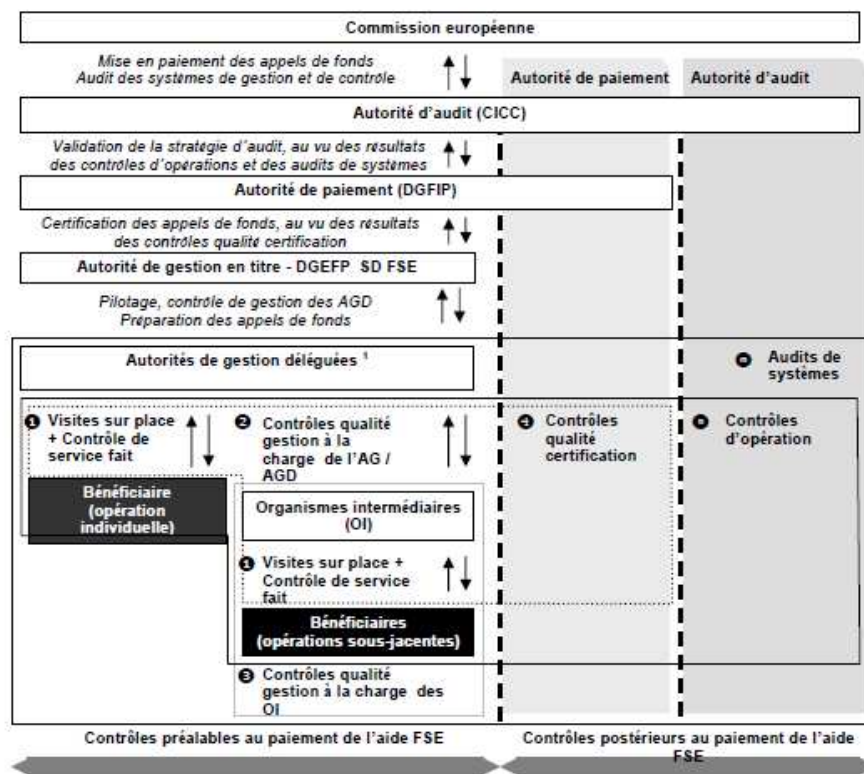 Commission européenne
Mise en paiement des appels de fonds
Audit des systèmes de gestion et de contrôle
Autorité de paiement
Autorité d'audit
Autorité d'audit (CICC)
Validation de la stratégie d'audit, au vu des résultats
des contrôles d'opérations et des audits de systèmes
Autorité de paiement (DGFIP)
Certification des appels de fonds, au vu des résultats
des contrôles qualité certification
Autorité de gestion en titre - DGEFP SD FSE
Pilotage, contrôle de gestion des AGD
Préparation des appels de fonds
Autorités de gestion déléguées 1
Audits de
systèmes
❶ Visites sur place
+ Contrôle de
service fait
❷ Contrôles qualité
gestion à la
charge de l'AG /
AGD
❹ Contrôles
qualité
certification
Contrôles
d'opération
Bénéficiaire
(opération
individuelle)
Organismes intermédiaires
(OI)
❶ Visites sur place +
Contrôle de service
fait
Bénéficiaires
(opérations sous-jacentes)
❸ Contrôles qualité
gestion à la charge des
OI
Contrôles préalables au paiement de l'aide FSE
Contrôles postérieurs au paiement de l'aide
FSE